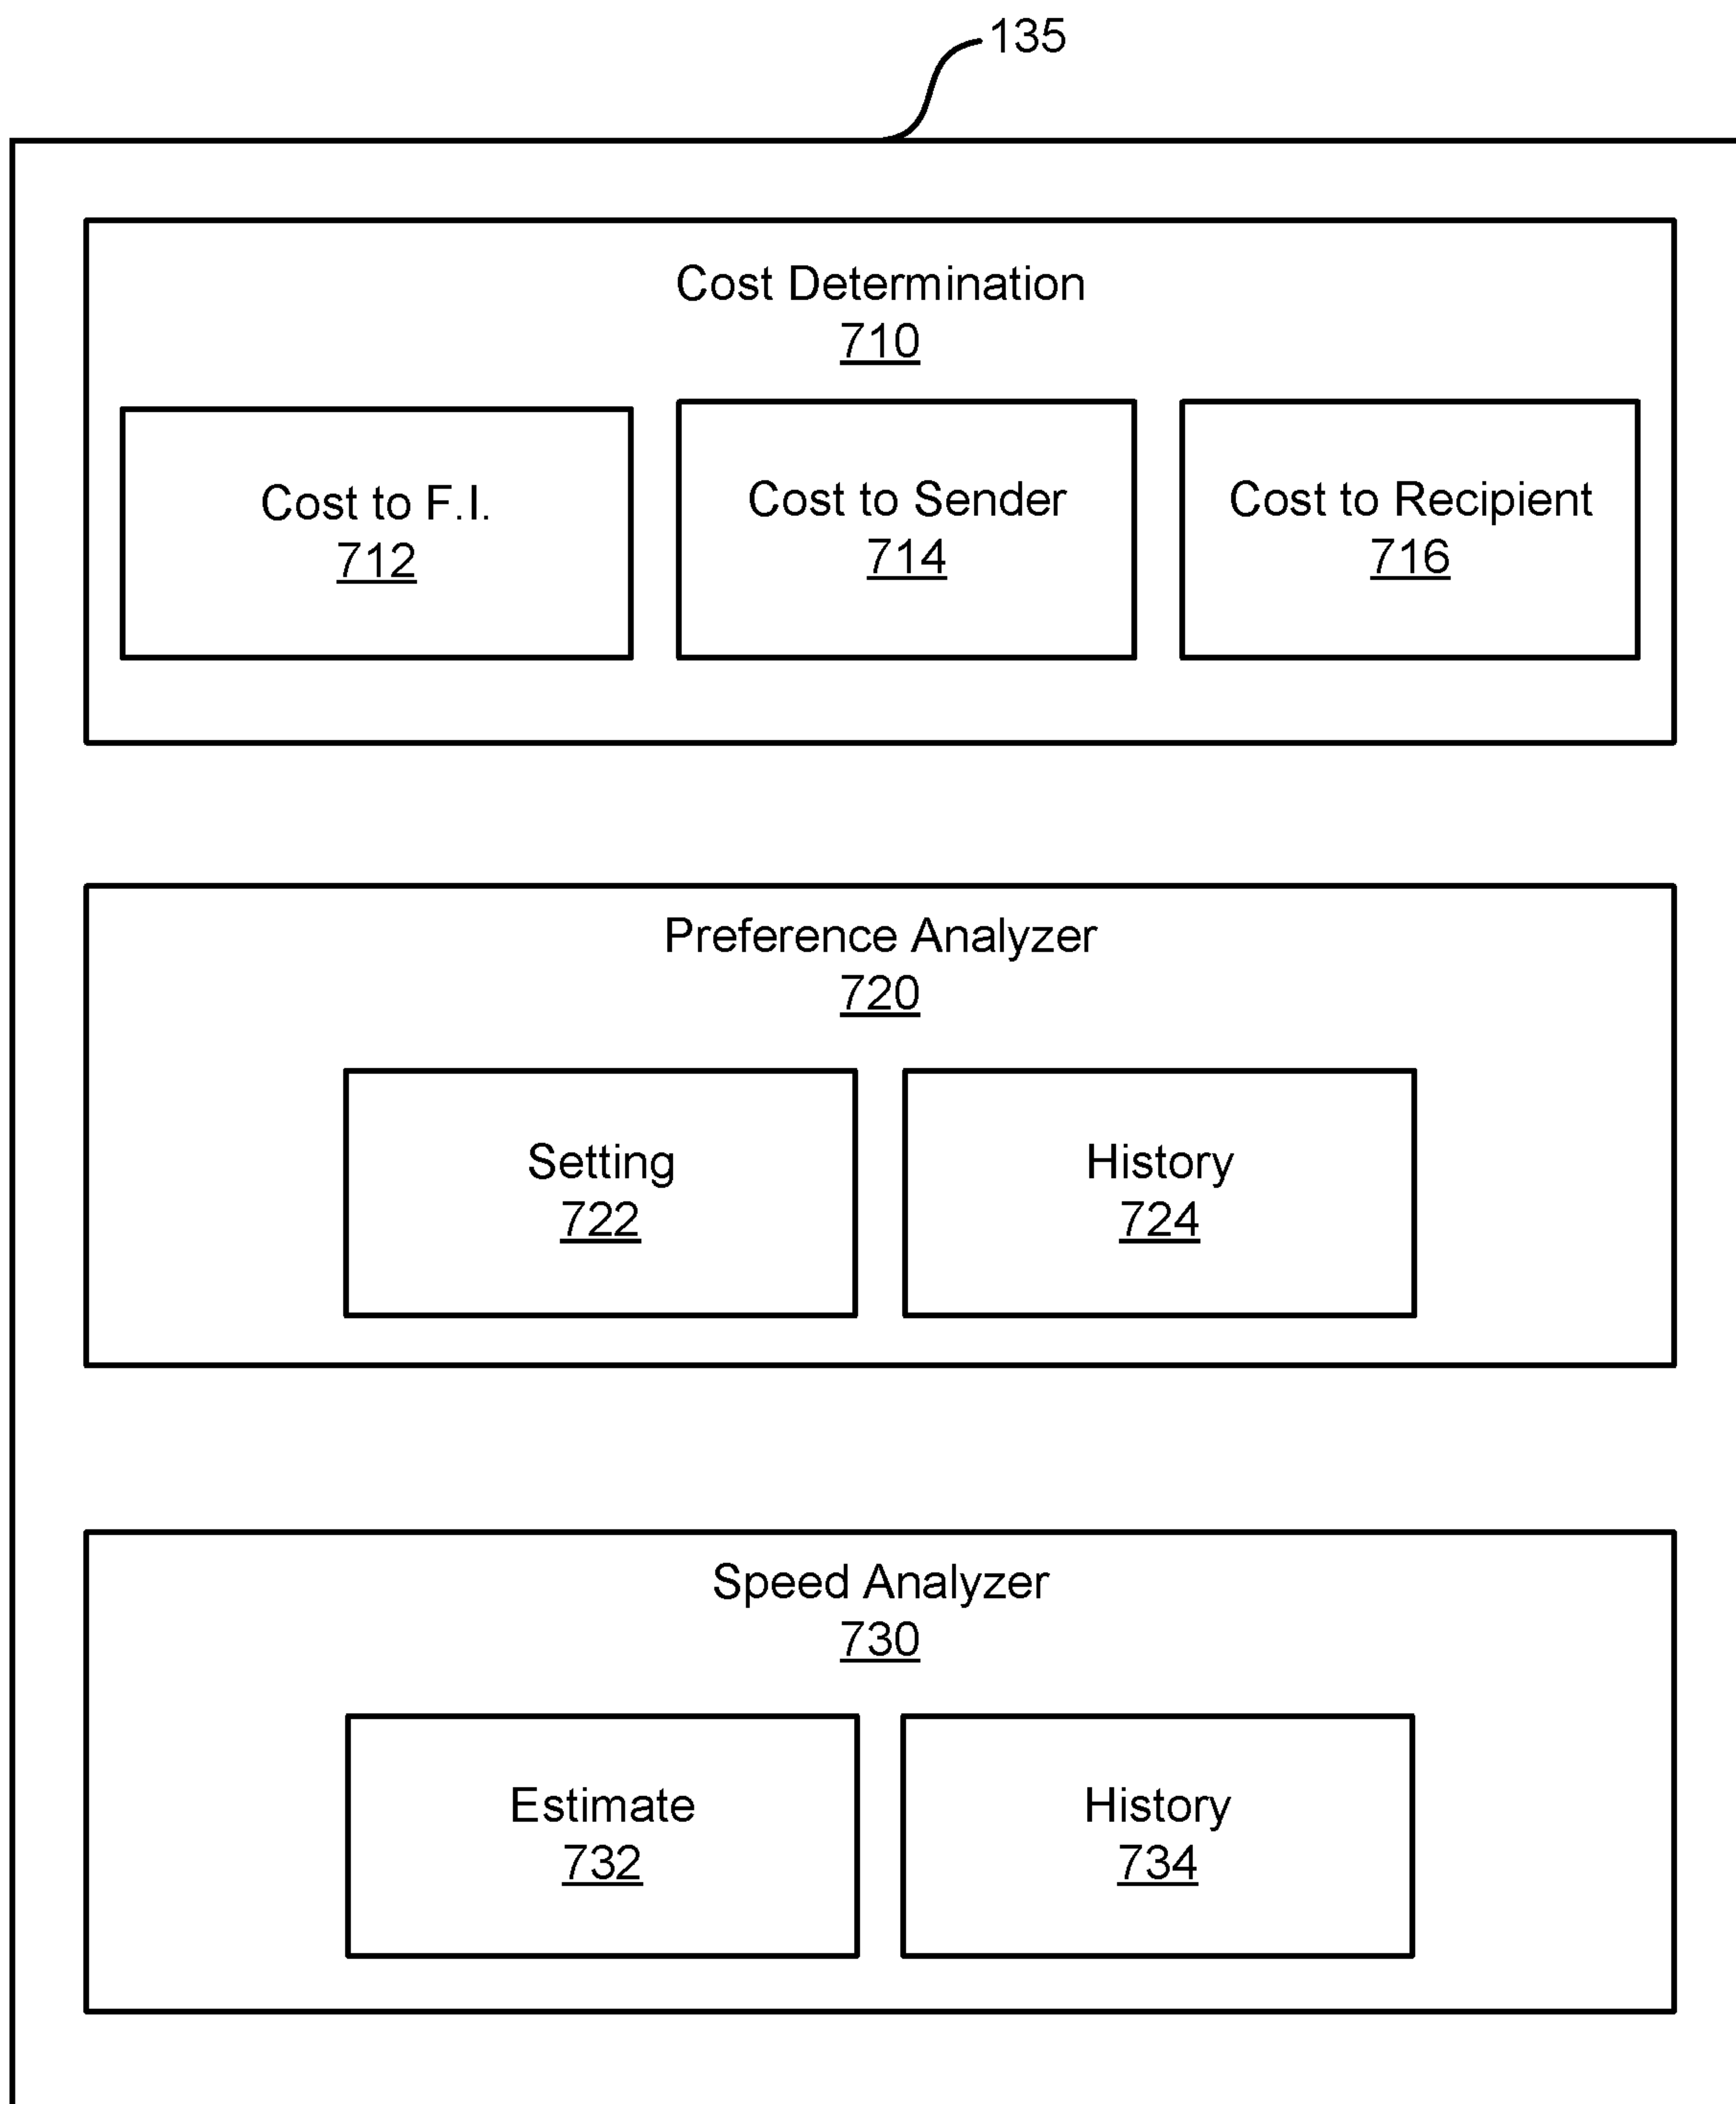 135
Cost Determination
710
Cost to F.I.
712
Cost to Sender
714
Cost to Recipient
716
Preference Analyzer
720
Setting
722
History
724
Speed Analyzer
730
Estimate
732
History
734